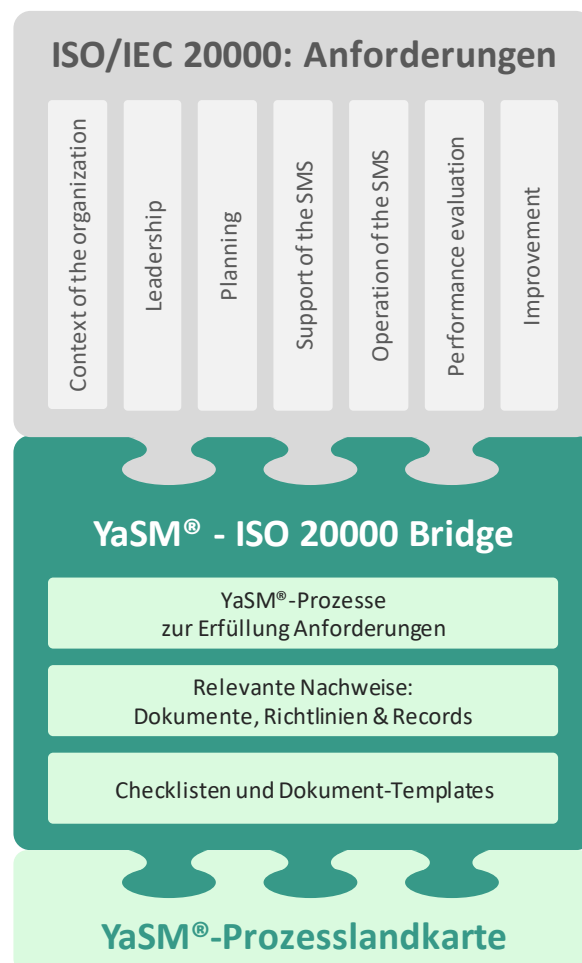 ISO/IEC 20000: Anforderungen
Context of the organization
Leadership
Planning
Support of the SMS
Operation of the SMS
Performance evaluation
Improvement
YaSM® - ISO 20000 Bridge
YaSM®-Prozesse
zur Erfüllung Anforderungen
Relevante Nachweise:
Dokumente, Richtlinien & Records
Checklisten und Dokument-Templates
YaSM®-Prozesslandkarte